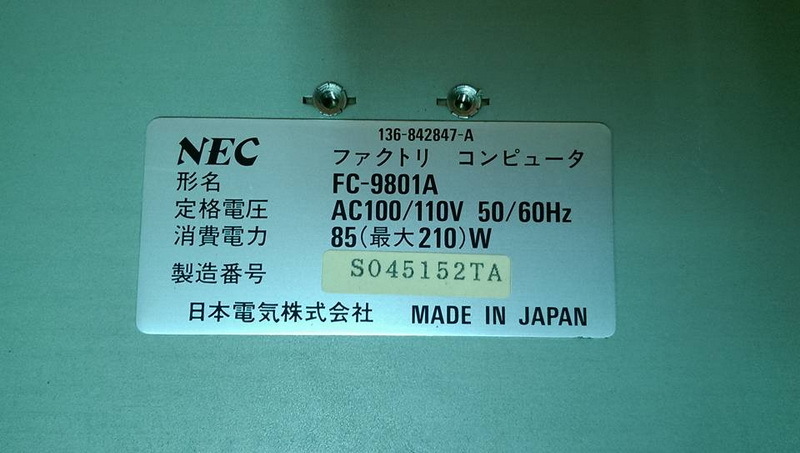 136-842847-A
NEC ファクトリ コンピュータ
形名 FC-9801A
定格電圧 AC100/110V 50/60Hz
消費電力 85(最大210)W
製造番号 S045152TA
日本電気株式会社 MADE IN JAPAN